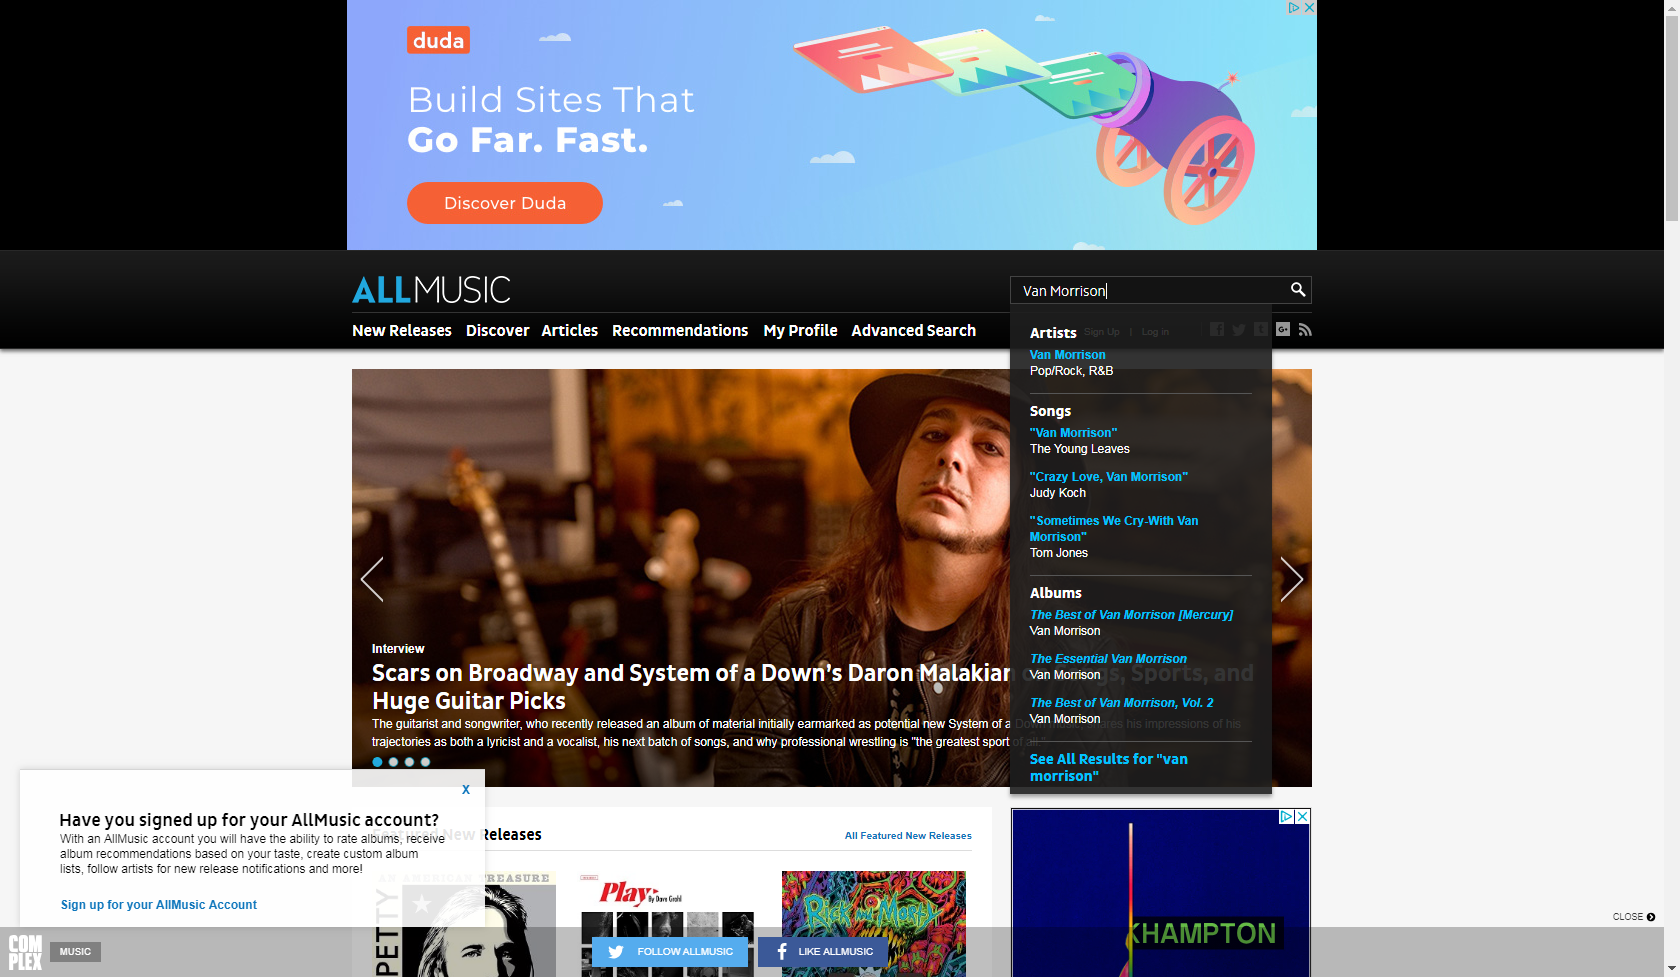 duda
Build Sites That
Go Far. Fast.
Discover Duda
ALLMUSIC
Van Morrison
New Releases Discover Articles Recommendations My Profile Advanced Search
Sign Up | Log in
Artists
Van Morrison
Pop/Rock, R&B
Songs
"Van Morrison"
The Young Leaves
"Crazy Love, Van Morrison"
Judy Koch
"Sometimes We Cry-With Van
Morrison"
Tom Jones
Albums
The Best of Van Morrison [Mercury]
Van Morrison
The Essential Van Morrison
Van Morrison
The Best of Van Morrison, Vol. 2
Van Morrison
See All Results for "van
morrison"
Interview
Scars on Broadway and System of a Down's Daron Malakian on Songs, Sports, and
Huge Guitar Picks
The guitarist and songwriter, who recently released an album of material initially earmarked as potential new System of a Down shares his impressions of his
trajectories as both a lyricist and a vocalist, his next batch of songs, and why professional wrestling is "the greatest sport of all."
X
Have you signed up for your AllMusic account?
With an AllMusic account you will have the ability to rate albums, receive
album recommendations based on your taste, create custom album
lists, follow artists for new release notifications and more!
Sign up for your AllMusic Account
Featured New Releases
All Featured New Releases
AN AMERICAN TREASURE
PETTY
Play
By Dave Grohl
Rick and Morty
KHAMPTON
CLOSE
COMPLEX
MUSIC
FOLLOW ALLMUSIC
LIKE ALLMUSIC